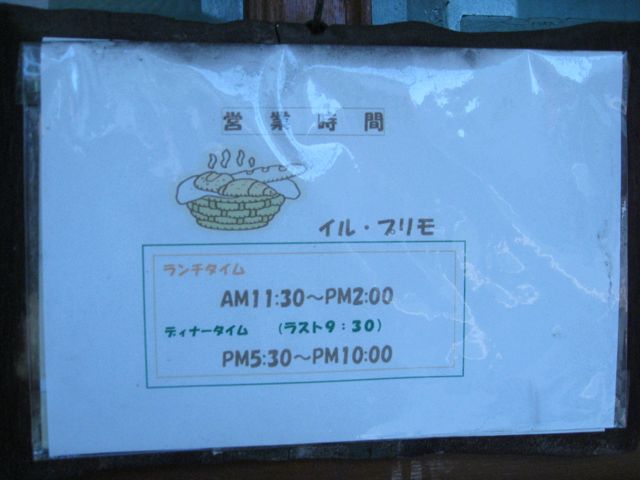 営業時間
イル・プリモ
ランチタイム
AM11:30～PM2:00
ディナータイム (ラスト9:30)
PM5:30～PM10:00